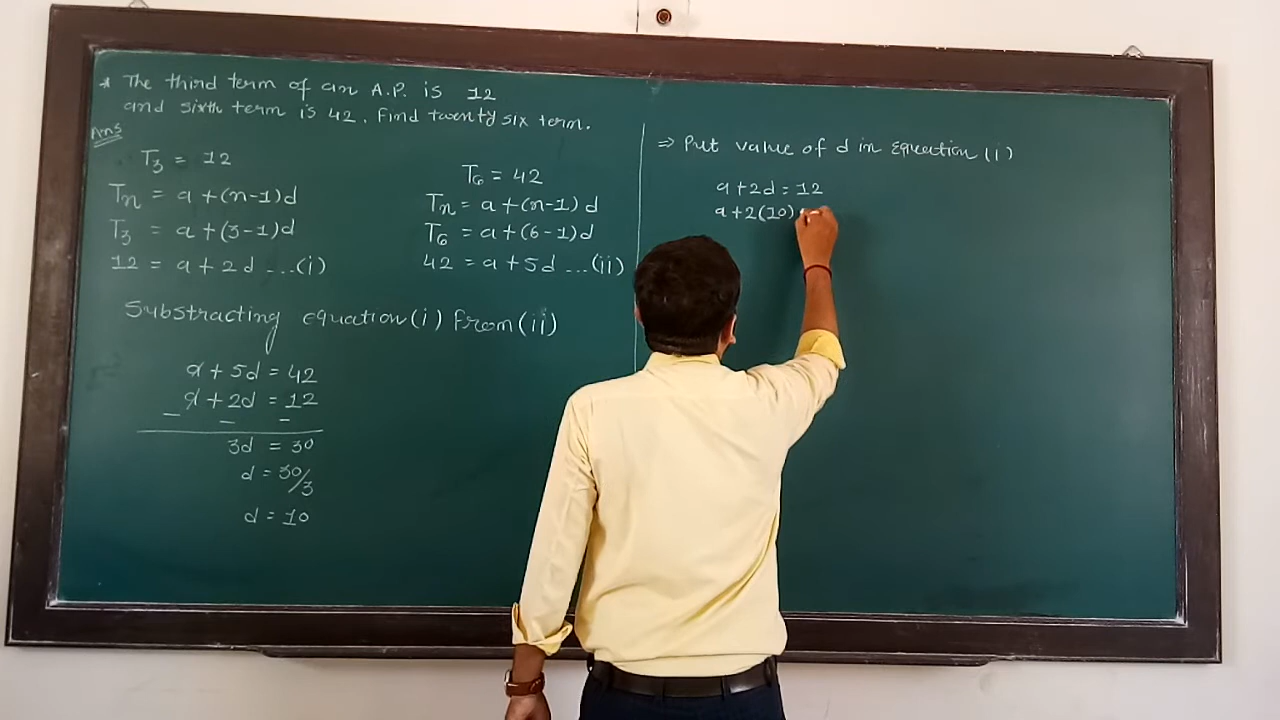 * The third term of an A.P. is 12
and sixth term is 42. Find twenty six term.
Ans
T₃ = 12
Tn = a + (n-1)d
T₃ = a + (3-1)d
12 = a + 2d ...(i)
T₆ = 42
Tn = a + (n-1)d
T₆ = a + (6-1)d
42 = a + 5d ...(ii)
Substracting equation (i) from (ii)
a + 5d = 42
a + 2d = 12
- - -
3d = 30
d = 30/3
d = 10
⇒ Put value of d in Equation (i)
a + 2d = 12
a + 2(10)